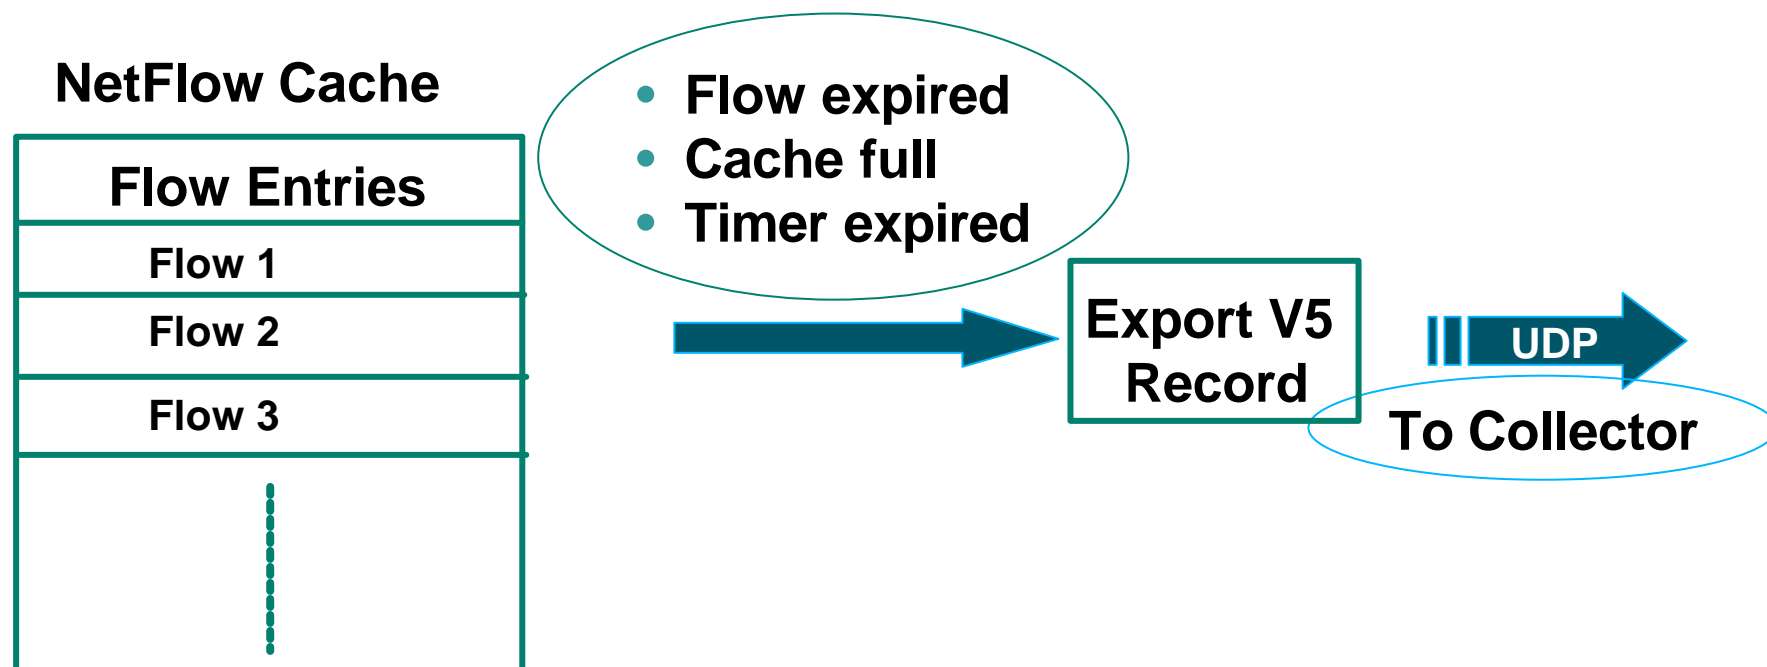 NetFlow Cache
Flow Entries
Flow 1
Flow 2
Flow 3
• Flow expired
• Cache full
• Timer expired
Export V5
Record
UDP
To Collector